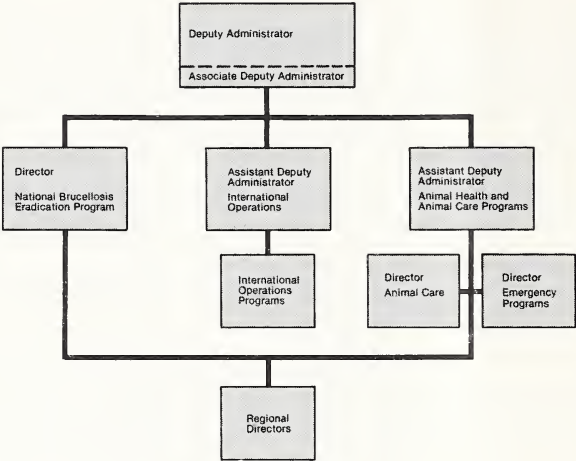 Deputy Administrator
Associate Deputy Administrator
Director
National Brucellosis
Eradication Program
Assistant Deputy
Administrator
International
Operations
Assistant Deputy
Administrator
Animal Health and
Animal Care Programs
International
Operations
Programs
Director
Animal Care
Director
Emergency
Programs
Regional
Directors